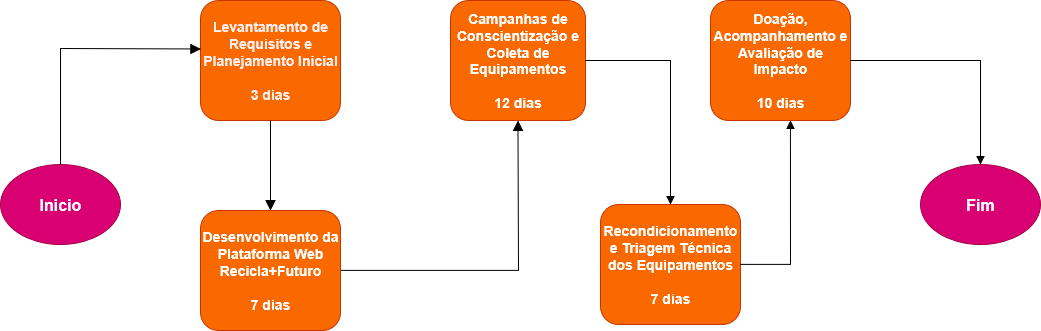 Inicio
Levantamento de
Requisitos e
Planejamento Inicial
3 dias
Desenvolvimento da
Plataforma Web
Recicla+Futuro
7 dias
Campanhas de
Conscientização e
Coleta de
Equipamentos
12 dias
Recondicionamento
e Triagem Técnica
dos Equipamentos
7 dias
Doação,
Acompanhamento e
Avaliação de
Impacto
10 dias
Fim